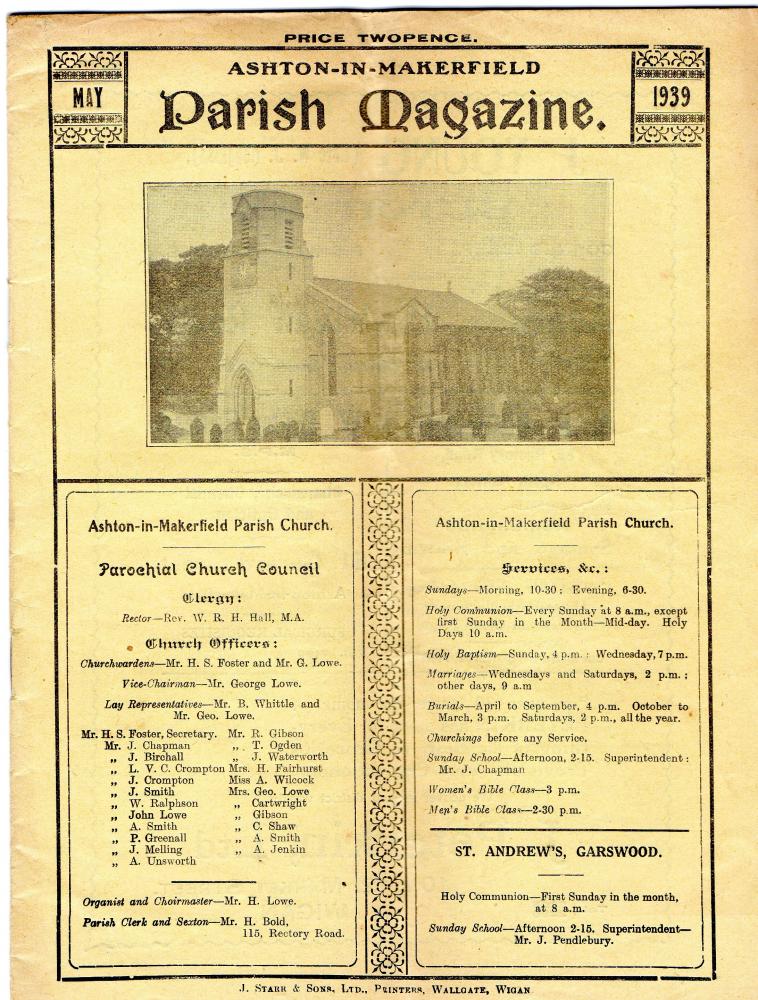 PRICE TWOPENCE.
MAY
ASHTON-IN-MAKERFIELD
Parish Magazine.
1939
Ashton-in-Makerfield Parish Church.
Parochial Church Council
Clergy:
Rector—Rev. W. R. H. Hall, M.A.
Church Officers:
Churchwardens—Mr. H. S. Foster and Mr. G. Lowe.
Vice-Chairman—Mr. George Lowe.
Lay Representatives—Mr. B. Whittle and
Mr. Geo. Lowe.
Mr. H. S. Foster, Secretary. Mr. R. Gibson
Mr. J. Chapman „ T. Ogden
„ J. Birchall „ J. Waterworth
„ L. V. C. Crompton Mrs. H. Fairhurst
„ J. Crompton Miss A. Wilcock
„ J. Smith Mrs. Geo. Lowe
„ W. Ralphson „ Cartwright
„ John Lowe „ Gibson
„ A. Smith „ C. Shaw
„ P. Greenall „ A. Smith
„ J. Melling „ A. Jenkin
„ A. Unsworth
Organist and Choirmaster—Mr. H. Lowe.
Parish Clerk and Sexton—Mr. H. Bold,
115, Rectory Road.
Ashton-in-Makerfield Parish Church.
Services, &c.:
Sundays—Morning, 10-30; Evening, 6-30.
Holy Communion—Every Sunday at 8 a.m., except
first Sunday in the Month—Mid-day. Holy
Days 10 a.m.
Holy Baptism—Sunday, 4 p.m.: Wednesday, 7 p.m.
Marriages—Wednesdays and Saturdays, 2 p.m.;
other days, 9 a.m
Burials—April to September, 4 p.m. October to
March, 3 p.m. Saturdays, 2 p.m., all the year.
Churchings before any Service.
Sunday School—Afternoon, 2-15. Superintendent:
Mr. J. Chapman
Women's Bible Class—3 p.m.
Men's Bible Class—2-30 p.m.
ST. ANDREW'S, GARSWOOD.
Holy Communion—First Sunday in the month,
at 8 a.m.
Sunday School—Afternoon 2-15. Superintendent—
Mr. J. Pendlebury.
J. STARR & SONS, LTD., PRINTERS, WALLGATE, WIGAN